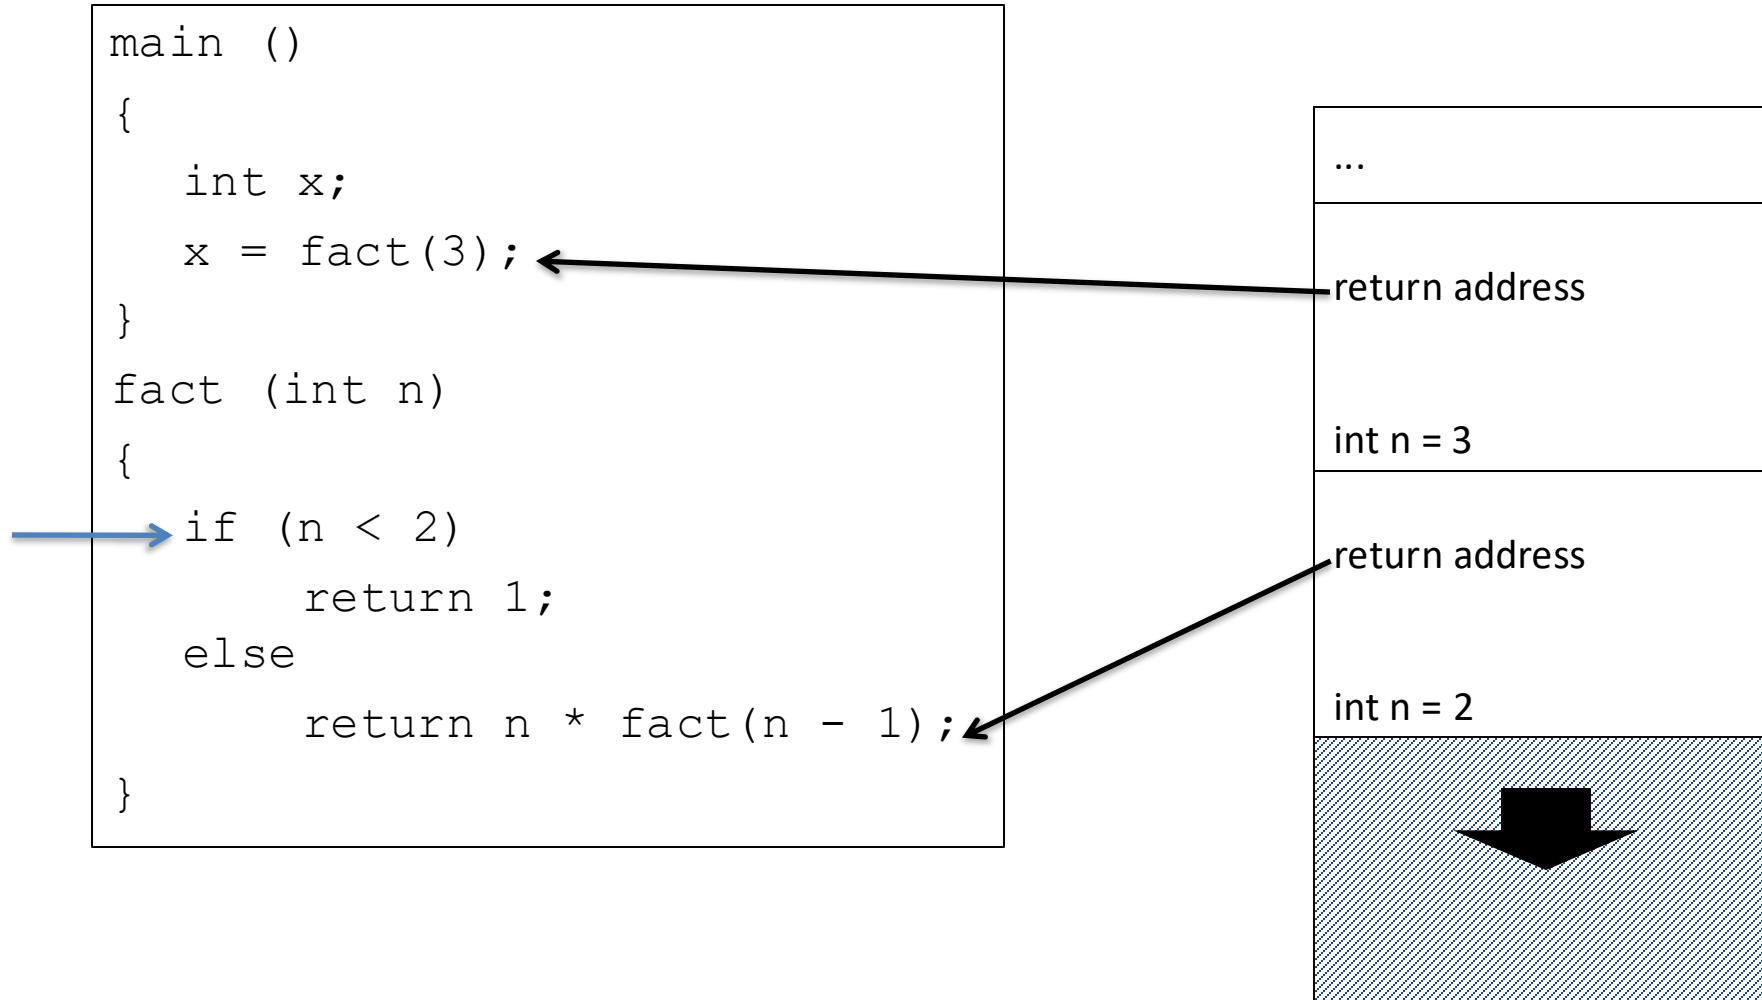 main ()
{
int x;
x = fact(3);
}
fact (int n)
{
if (n < 2)
return 1;
else
return n * fact(n - 1);
}
...
return address
int n = 3
return address
int n = 2